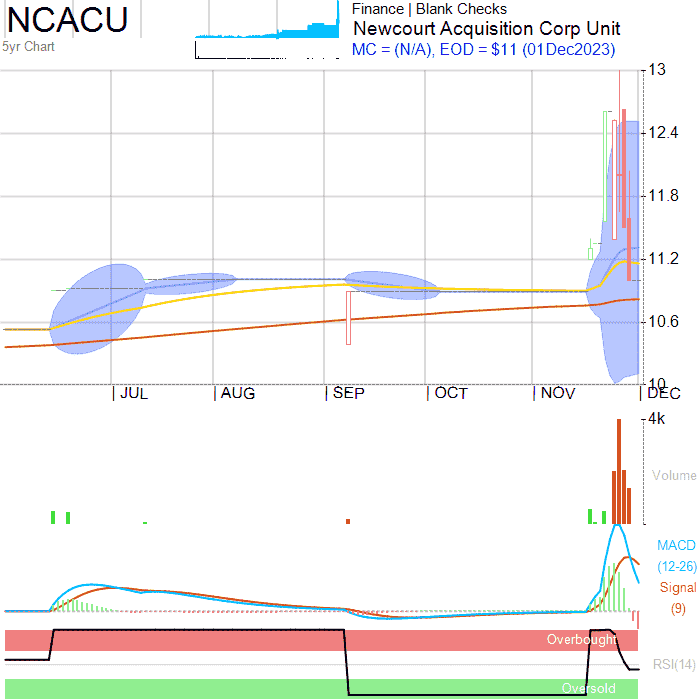 NCACU
5yr Chart
Finance | Blank Checks
Newcourt Acquisition Corp Unit
MC = (N/A), EOD = $11 (01Dec2023)
13
12.4
11.8
11.2
10.6
10
| JUL | AUG | SEP | OCT | NOV | DEC
4k
Volume
MACD
(12-26)
Signal
(9)
Overbought
RSI(14)
Oversold